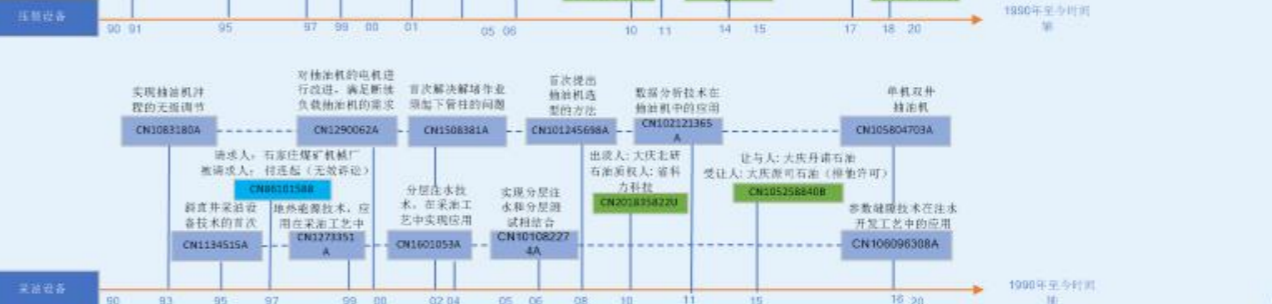 压裂设备
90 91 95 97 99 00 01 05 06 10 11 14 15 17 18 20
1990年至今时间
轴
实现抽油机冲
程的无级调节
CN1083180A
对抽油机的电机进
行改进，满足断续
负载抽油机的需求
CN1290062A
首次解决解堵作业
须起下管柱的问题
CN1508381A
首次提出
抽油机选
型的方法
CN101245698A
数据分析技术在
抽油机中的应用
CN102121365
A
单机双井
抽油机
CN105804703A
请求人：石家庄煤矿机械厂
被请求人：付连起（无效诉讼）
CN86101588
出质人：大庆北研
石油质权人：省科
力科技
CN201835822U
让与人：大庆丹诺石油
受让人：大庆派司石油（排他许可）
CN105258840B
斜直井采油设
备技术的首次
CN1134515A
地热能源技术，应
用在采油工艺中
CN1273351
A
分层注水技
术，在采油工
艺中实现应用
CN1601053A
实现分层注
水和分层测
试相结合
CN10108227
4A
参数硅胶技术在注水
开发工艺中的应用
CN106096308A
采油设备
90 93 95 97 99 00 02 04 05 06 08 10 11 15 16 20
1990年至今时间
轴